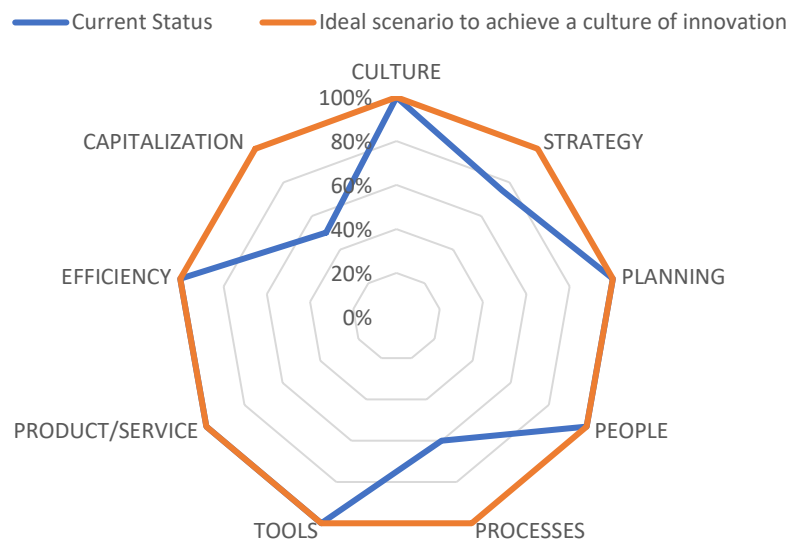 Current Status
Ideal scenario to achieve a culture of innovation
CULTURE
100%
CAPITALIZATION
STRATEGY
80%
60%
40%
EFFICIENCY
20%
PLANNING
0%
PRODUCT/SERVICE
PEOPLE
TOOLS
PROCESSES